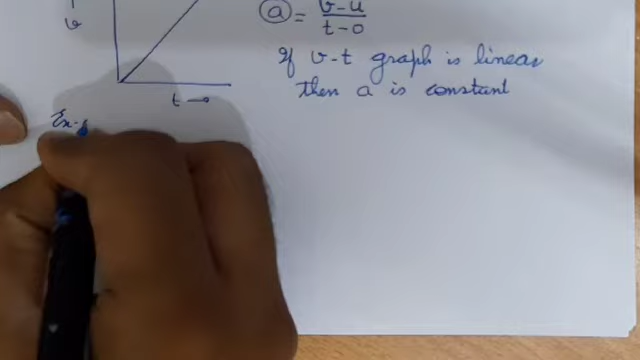 v
a = v-u
t-0
If v-t graph is linear
then a is constant
t →
Ex-